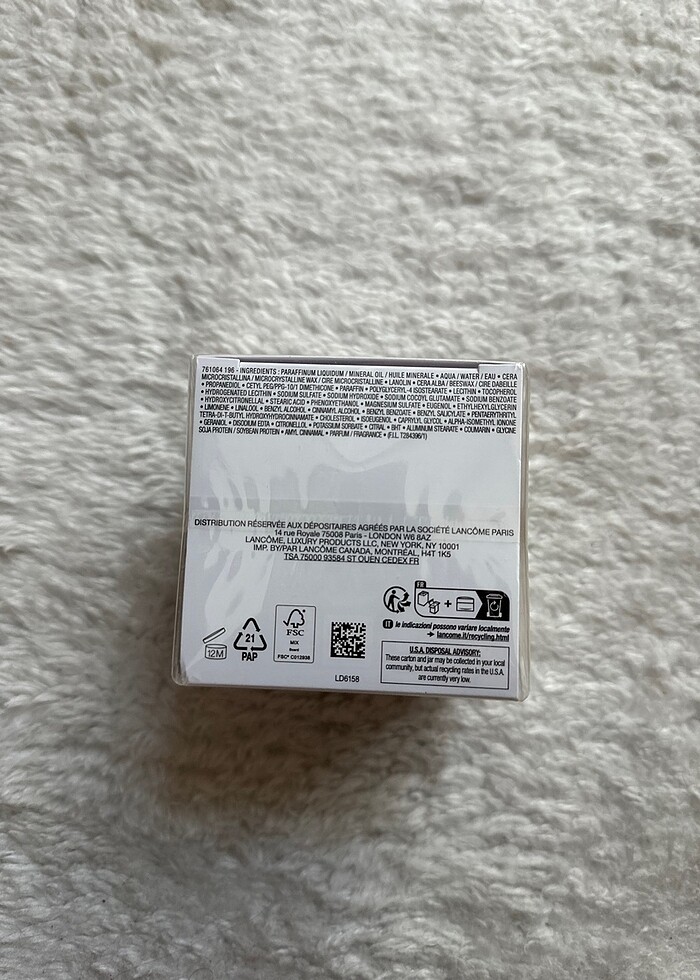 761064 196 - INGREDIENTS : PARAFFINUM LIQUIDUM / MINERAL OIL / HUILE MINERALE • AQUA / WATER / EAU • CERA
MICROCRISTALLINA / MICROCRYSTALLINE WAX / CIRE MICROCRISTALLINE • LANOLIN • CERA ALBA / BEESWAX / CIRE DABEILLE
• PROPANEDIOL • CETYL PEG/PPG-10/1 DIMETHICONE • PARAFFIN • POLYGLYCERYL-4 ISOSTEARATE • LECITHIN • TOCOPHEROL
HYDROGENATED LECITHIN • SODIUM SULFATE • SODIUM HYDROXIDE • SODIUM COCOYL GLUTAMATE • SODIUM BENZOATE
• HYDROXYCITRONELLAL • STEARIC ACID • PHENOXYETHANOL • MAGNESIUM SULFATE • EUGENOL • ETHYLHEXYLGLYCERIN
• LIMONENE • LINALOOL • BENZYL ALCOHOL • CINNAMYL ALCOHOL • BENZYL BENZOATE • BENZYL SALICYLATE • PENTAERYTHRITYL
TETRA-DI-T-BUTYL HYDROXYHYDROCINNAMATE • CHOLESTEROL • ISOEUGENOL • CAPRYLYL GLYCOL • ALPHA-ISOMETHYL IONONE
• GERANIOL • DISODIUM EDTA • CITRONELLOL • POTASSIUM SORBATE • CITRAL • BHT • ALUMINUM STEARATE • COUMARIN • GLYCINE
SOJA PROTEIN / SOYBEAN PROTEIN • AMYL CINNAMAL • PARFUM / FRAGRANCE • (F.I.L. T284396/1)
DISTRIBUTION RÉSERVÉE AUX DÉPOSITAIRES AGRÉÉS PAR LA SOCIÉTÉ LANCÔME PARIS
14 rue Royale 75008 Paris - LONDON W6 8AZ
LANCÔME, LUXURY PRODUCTS LLC, NEW YORK, NY 10001
IMP. BY/PAR LANCÔME CANADA, MONTRÉAL, H4T 1K5
TSA 75000 93584 ST OUEN CEDEX FR
FR
+
IT le indicazioni possono variare localmente
→ lancome.it/recycling.html
12M
21
PAP
FSC
MIX
Board
FSC® C012938
LD6158
U.S.A. DISPOSAL ADVISORY:
These carton and jar may be collected in your local
community, but actual recycling rates in the U.S.A.
are currently very low.